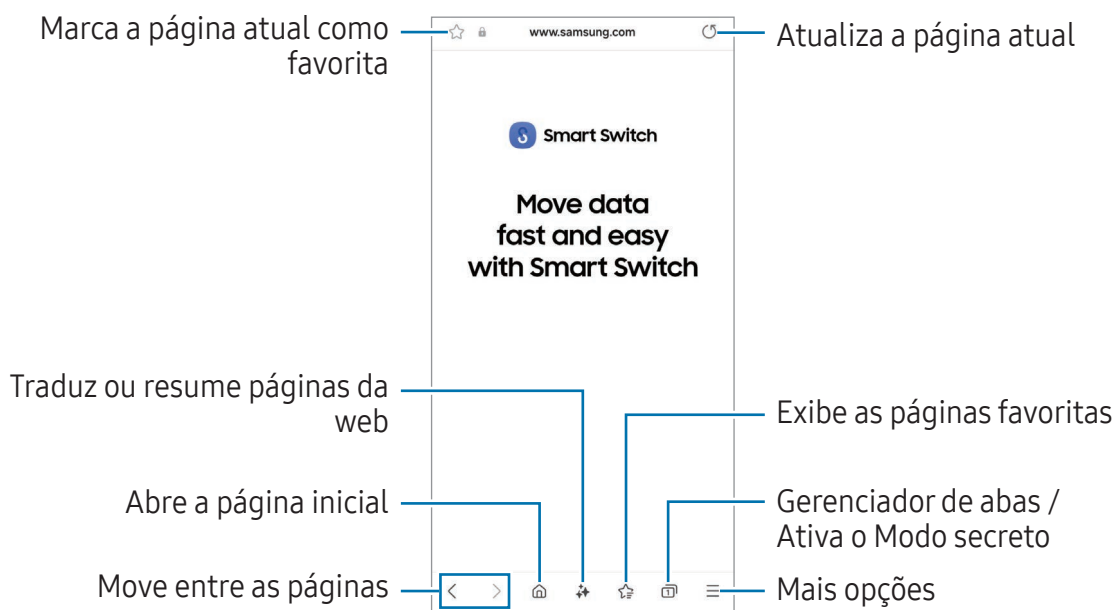 Marca a página atual como
favorita
www.samsung.com
Atualiza a página atual
Smart Switch
Move data
fast and easy
with Smart Switch
Traduz ou resume páginas da
web
Exibe as páginas favoritas
Abre a página inicial
Gerenciador de abas /
Ativa o Modo secreto
Move entre as páginas
1
Mais opções